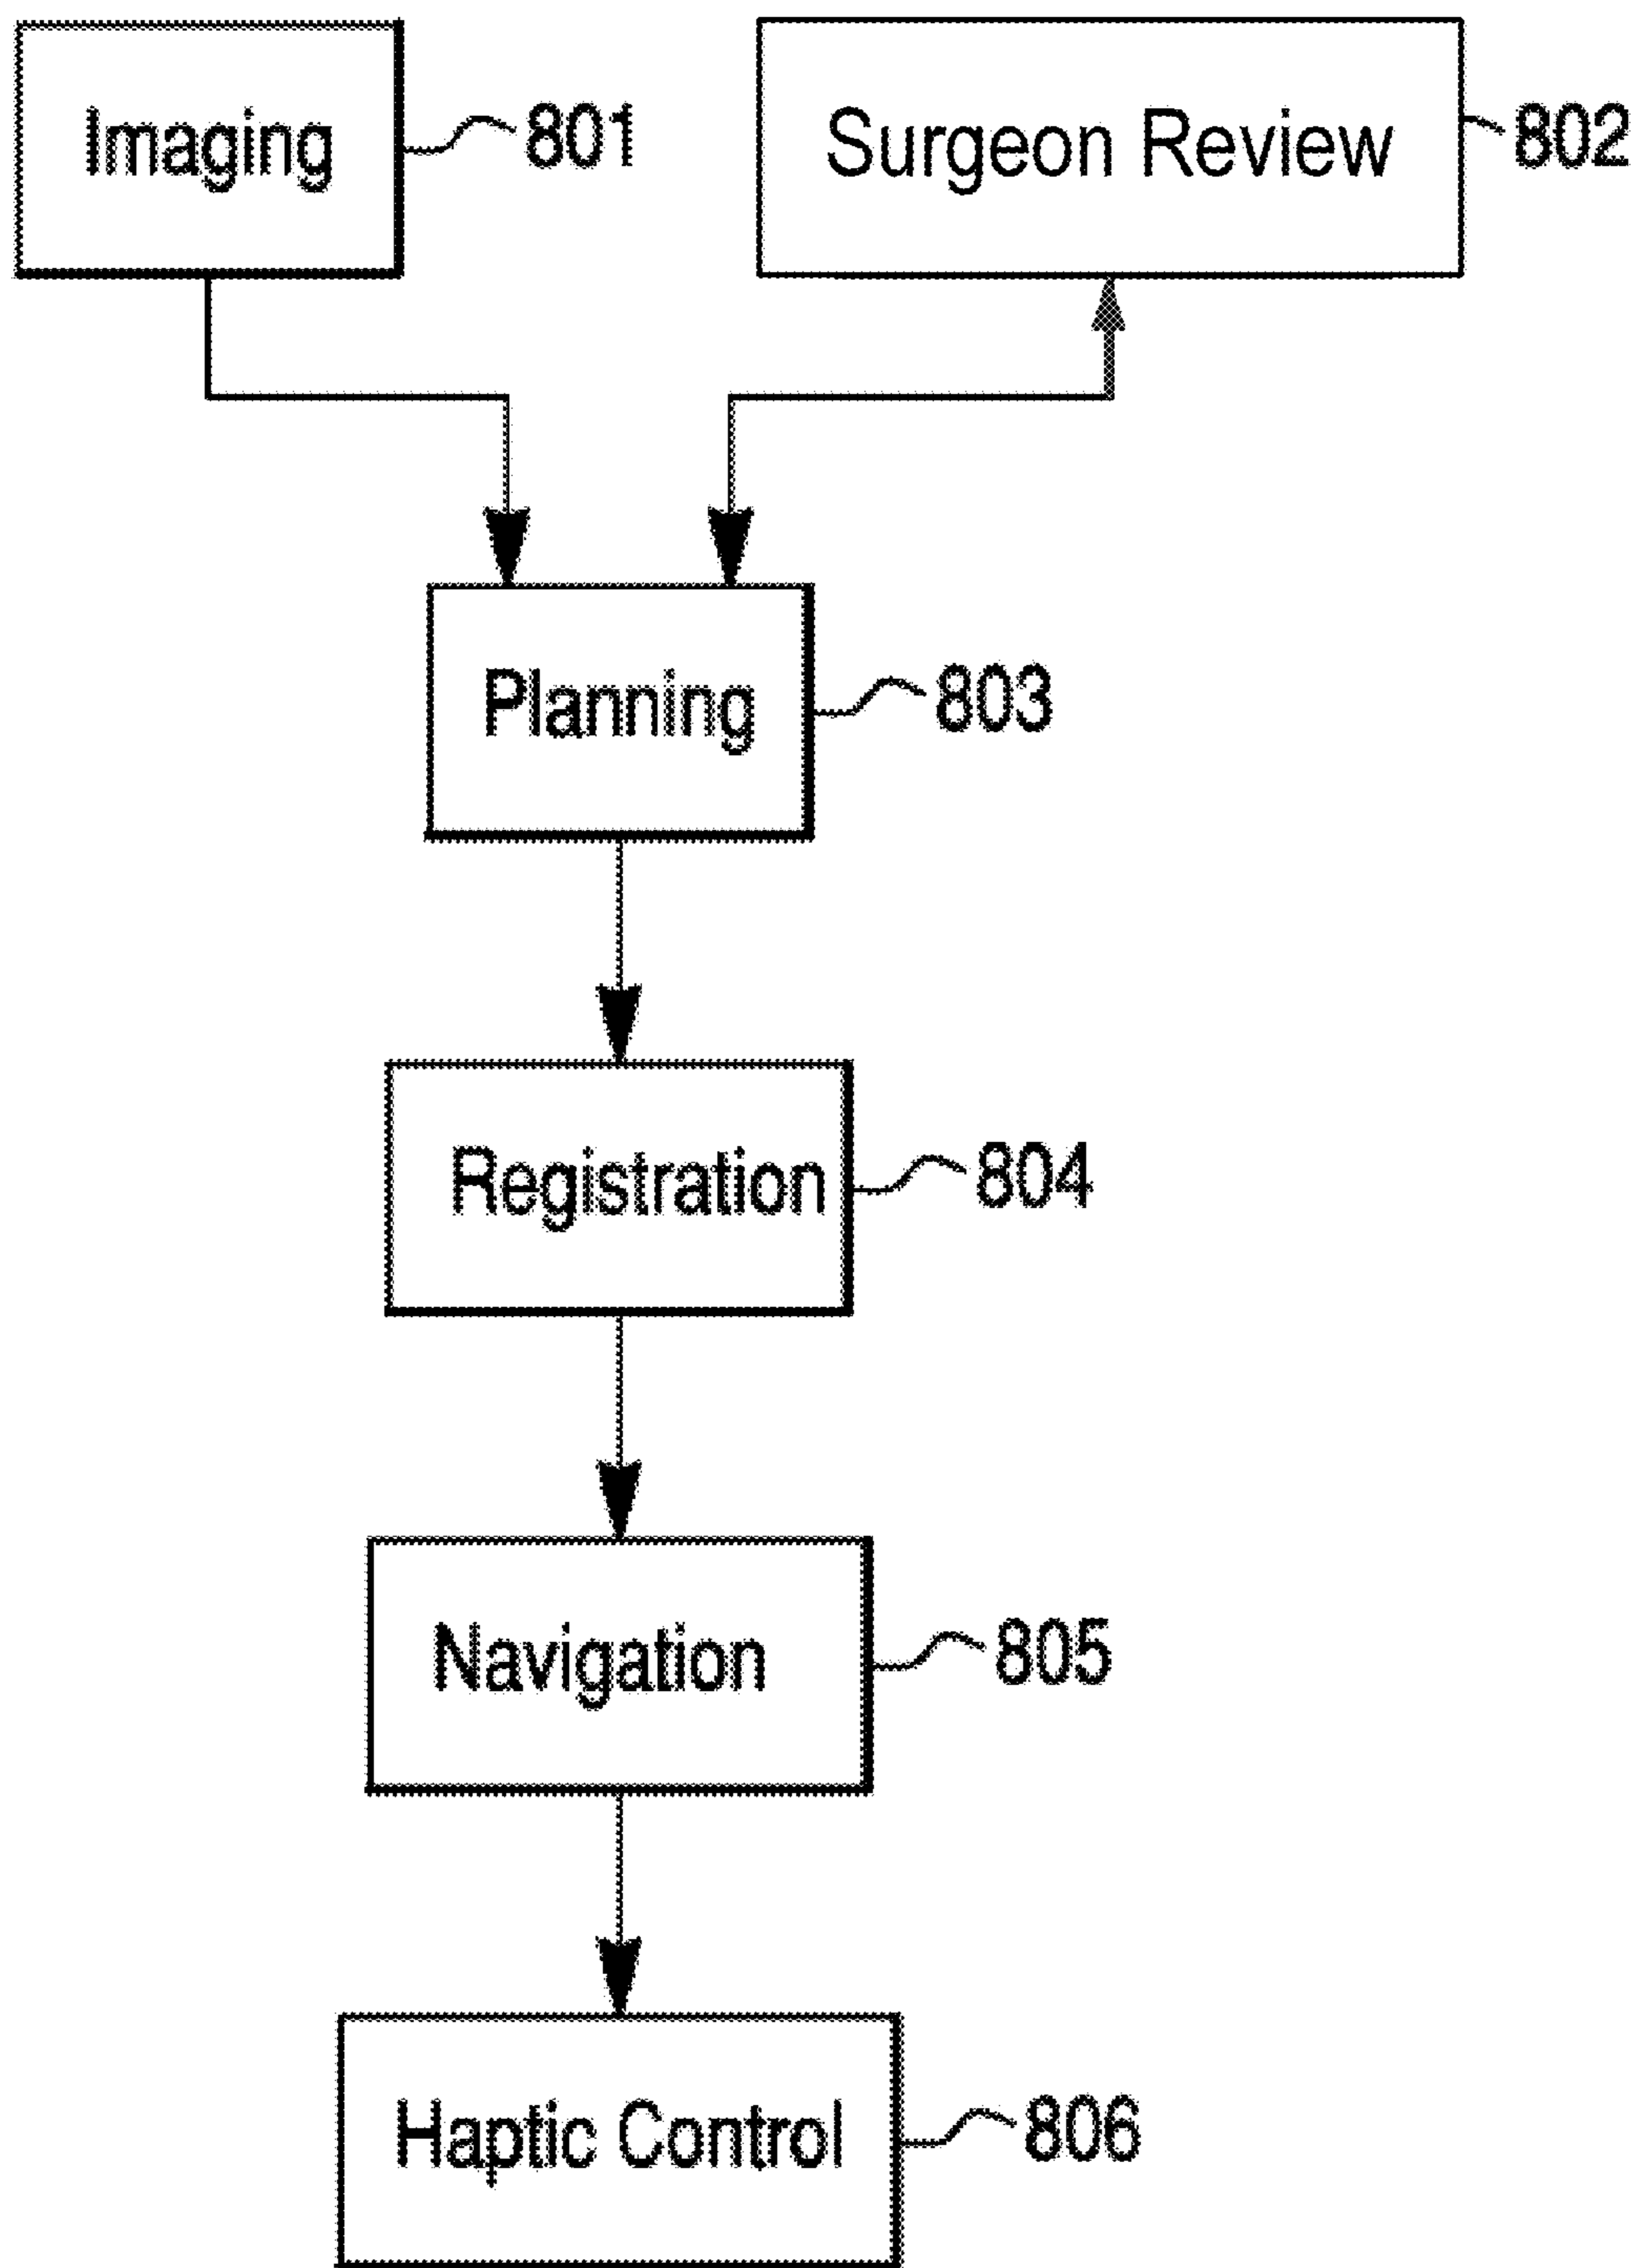 Imaging 801
Surgeon Review 802
Planning 803
Registration 804
Navigation 805
Haptic Control 806